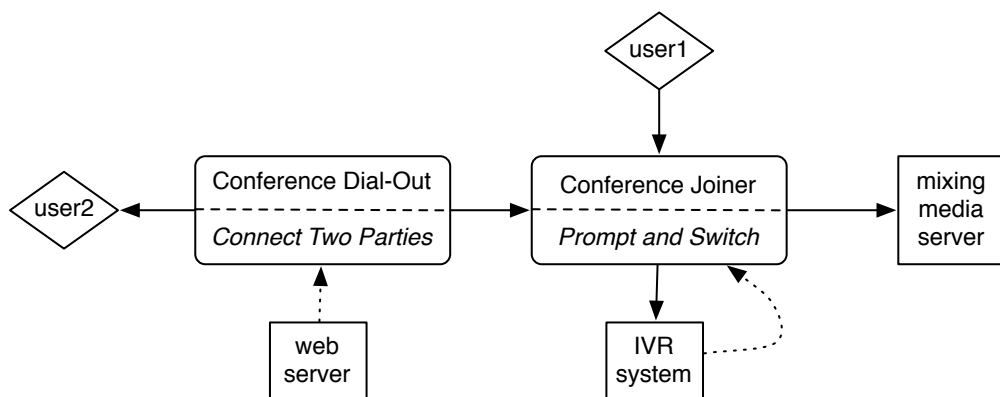 user1
user2
Conference Dial-Out
Connect Two Parties
Conference Joiner
Prompt and Switch
mixing
media
server
web
server
IVR
system